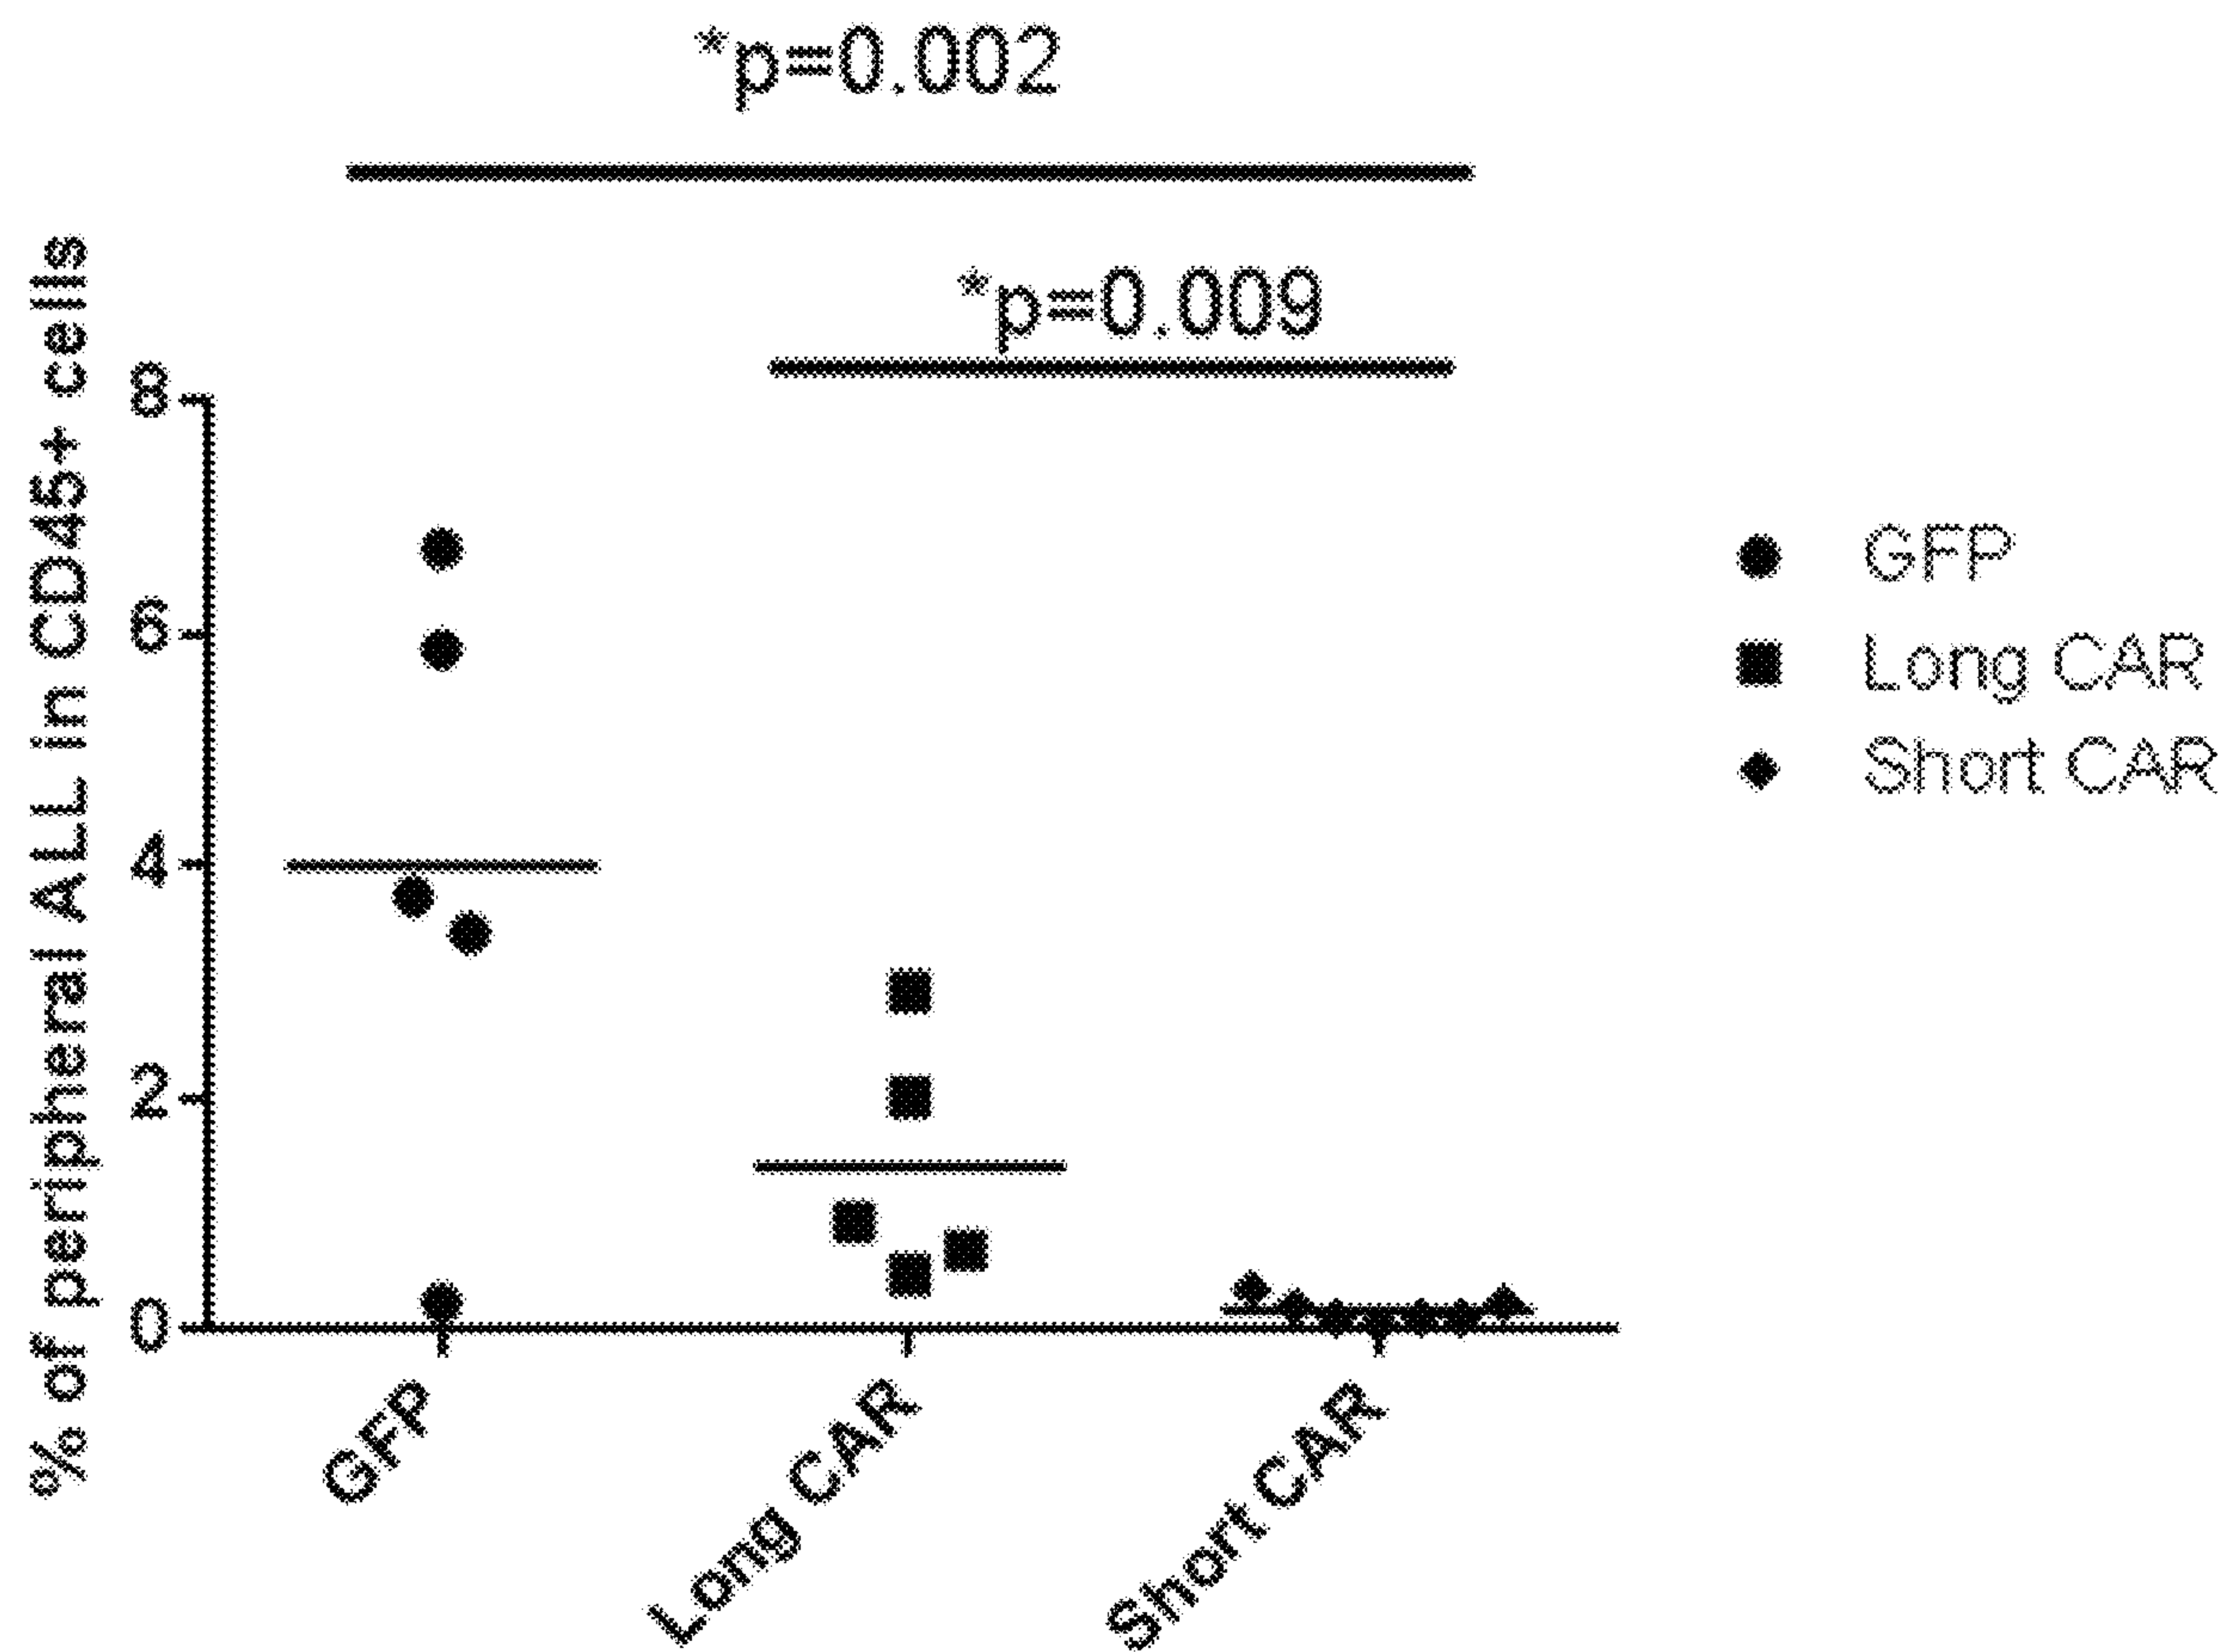 *p=0.002
*p=0.009
% of peripheral ALL in CD45+ cells
8
6
4
2
0
GFP
Long CAR
Short CAR
GFP
Long CAR
Short CAR